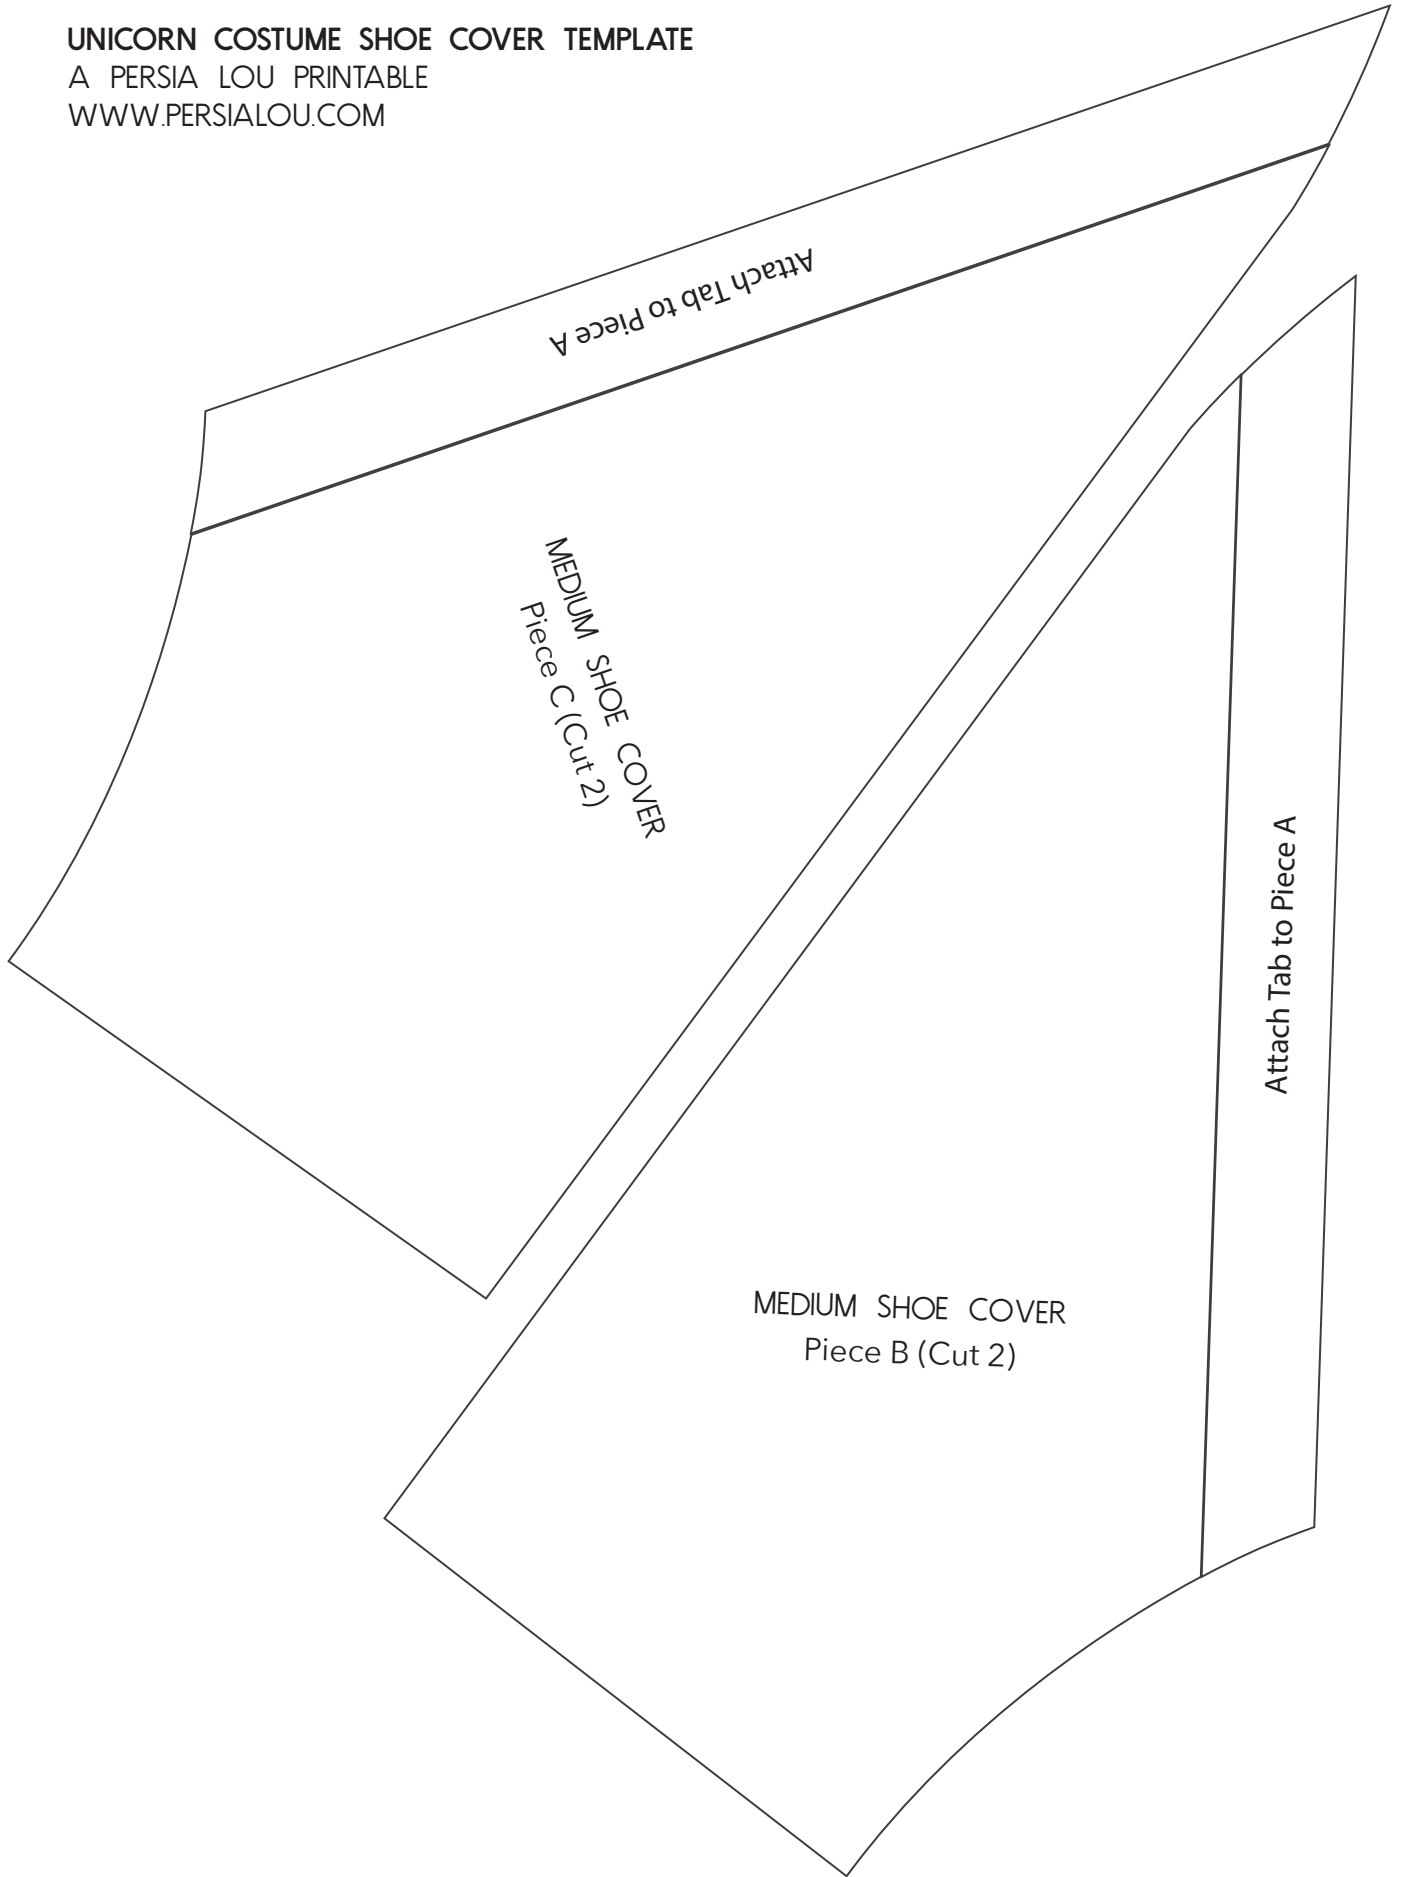 UNICORN COSTUME SHOE COVER TEMPLATE
A PERSIA LOU PRINTABLE
WWW.PERSIALOU.COM
Attach Tab to Piece A
MEDIUM SHOE COVER
Piece C (Cut 2)
Attach Tab to Piece A
MEDIUM SHOE COVER
Piece B (Cut 2)